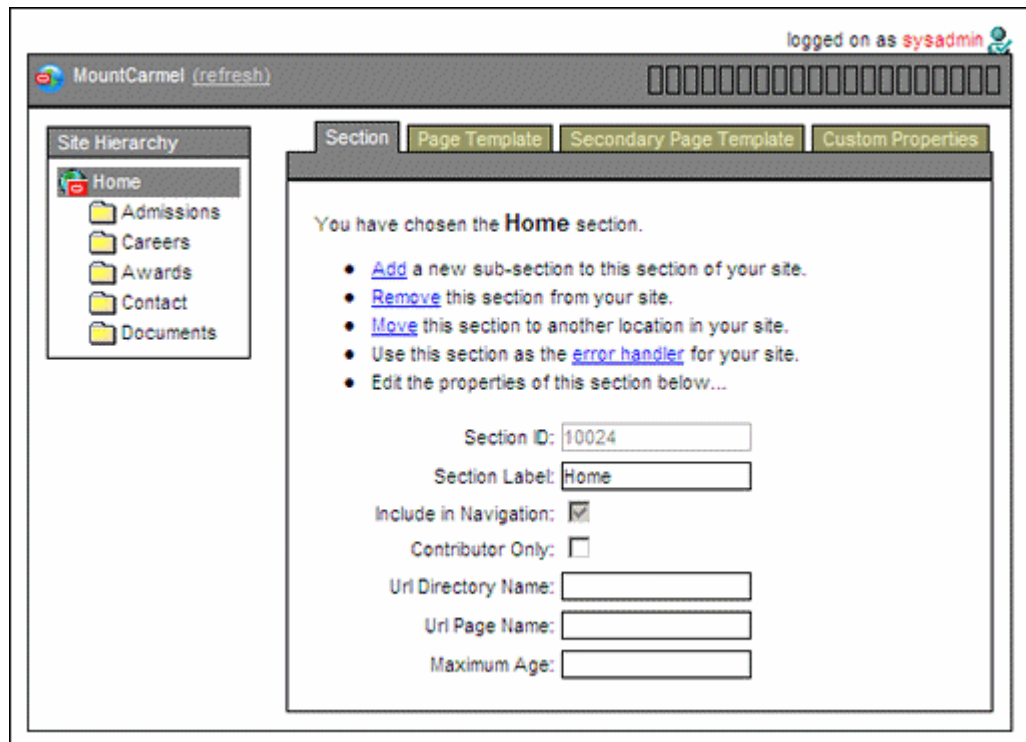 logged on as sysadmin
MountCarmel (refresh)
Site Hierarchy
Home
Admissions
Careers
Awards
Contact
Documents
Section Page Template Secondary Page Template Custom Properties
You have chosen the Home section.
Add a new sub-section to this section of your site.
Remove this section from your site.
Move this section to another location in your site.
Use this section as the error handler for your site.
Edit the properties of this section below...
Section ID: 10024
Section Label: Home
Include in Navigation:
Contributor Only:
Url Directory Name:
Url Page Name:
Maximum Age: